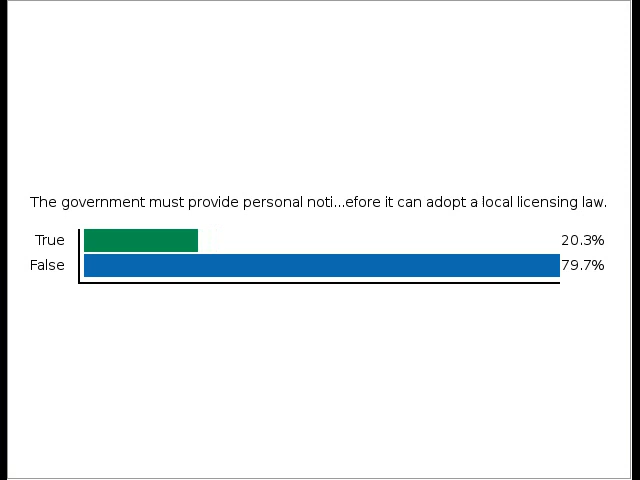 The government must provide personal noti...efore it can adopt a local licensing law.
True 20.3%
False 79.7%